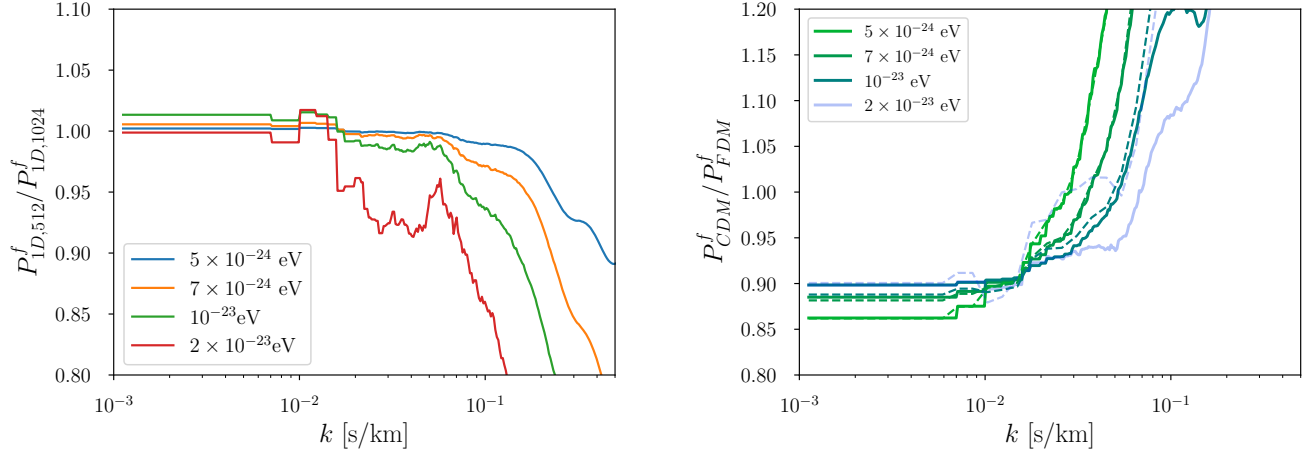 1.10
1.05
1.00
0.95
0.90
0.85
0.80
10⁻³
10⁻²
10⁻¹
k [s/km]
P^f_{1D,512}/P^f_{1D,1024}
5 × 10⁻²⁴ eV
7 × 10⁻²⁴ eV
10⁻²³eV
2 × 10⁻²³eV
1.20
1.15
1.10
1.05
1.00
0.95
0.90
0.85
0.80
10⁻³
10⁻²
10⁻¹
k [s/km]
P^f_{CDM}/P^f_{FDM}
5 × 10⁻²⁴ eV
7 × 10⁻²⁴ eV
10⁻²³ eV
2 × 10⁻²³ eV